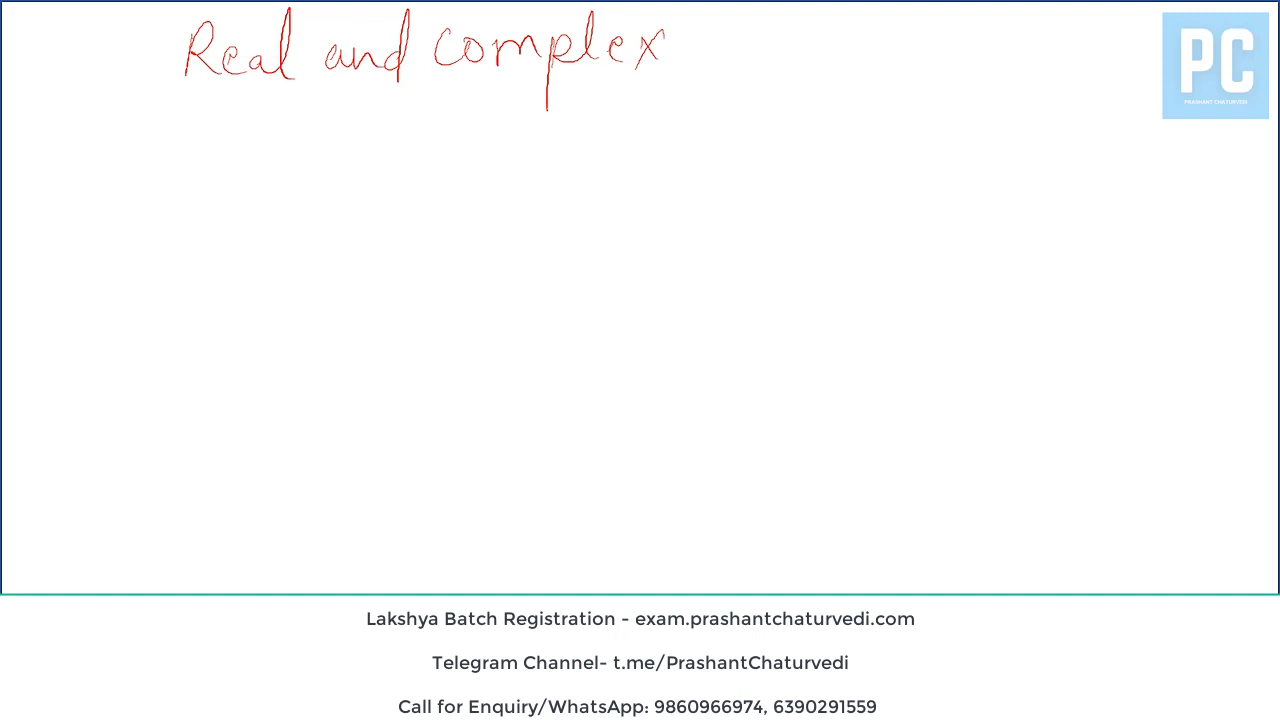 Real and complex
PC
PRASHANT CHATURVEDI
Lakshya Batch Registration - exam.prashantchaturvedi.com
Telegram Channel- t.me/PrashantChaturvedi
Call for Enquiry/WhatsApp: 9860966974, 6390291559